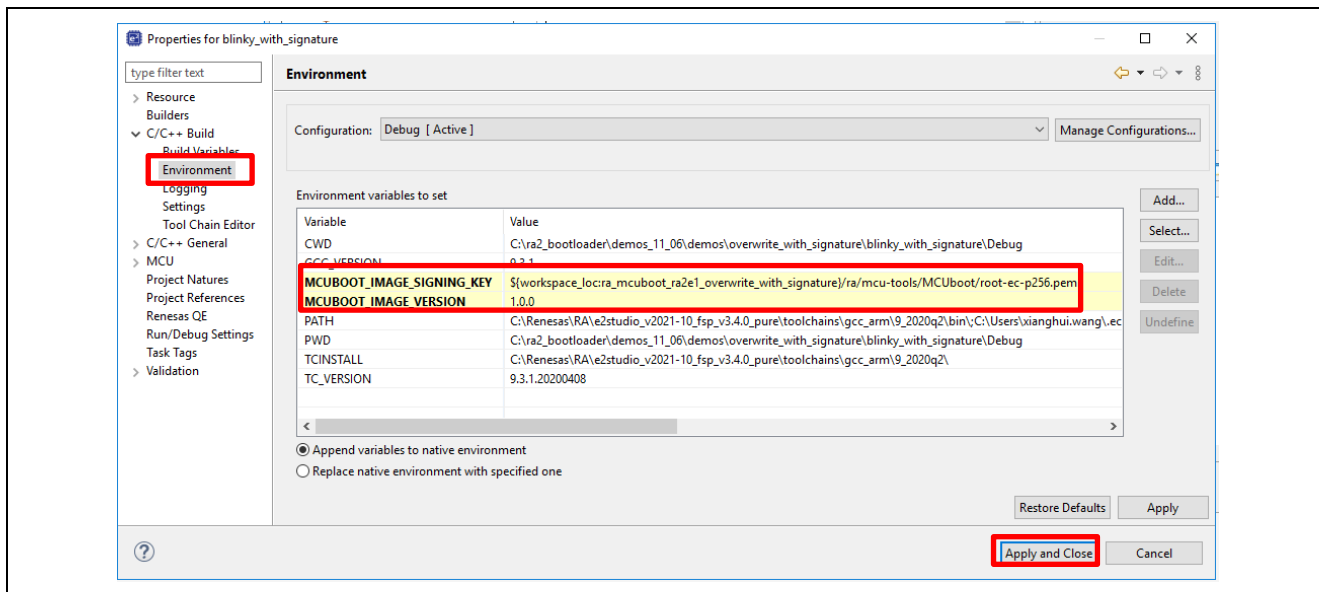 Properties for blinky_with_signature
type filter text
Environment
Resource
Builders
C/C++ Build
Configuration: Debug [ Active ] Manage Configurations...
Build Variables
Environment
Logging
Settings
Tool Chain Editor
C/C++ General
MCU
Project Natures
Project References
Renesas QE
Run/Debug Settings
Task Tags
Validation
Environment variables to set
Add...
Select...
Edit...
Delete
Undefine
Variable Value
CWD C:\ra2_bootloader\demos_11_06\demos\overwrite_with_signature\blinky_with_signature\Debug
GCC_VERSION 9.3.1
MCUBOOT_IMAGE_SIGNING_KEY ${workspace_loc:ra_mcuboot_ra2e1_overwrite_with_signature}/ra/mcu-tools/MCUboot/root-ec-p256.pem
MCUBOOT_IMAGE_VERSION 1.0.0
PATH C:\Renesas\RA\e2studio_v2021-10_fsp_v3.4.0_pure\toolchains\gcc_arm\9_2020q2\bin\;C:\Users\xianghui.wang\.ec
PWD C:\ra2_bootloader\demos_11_06\demos\overwrite_with_signature\blinky_with_signature\Debug
TCINSTALL C:\Renesas\RA\e2studio_v2021-10_fsp_v3.4.0_pure\toolchains\gcc_arm\9_2020q2\
TC_VERSION 9.3.1.20200408
Append variables to native environment
Replace native environment with specified one
Restore Defaults Apply
Apply and Close Cancel